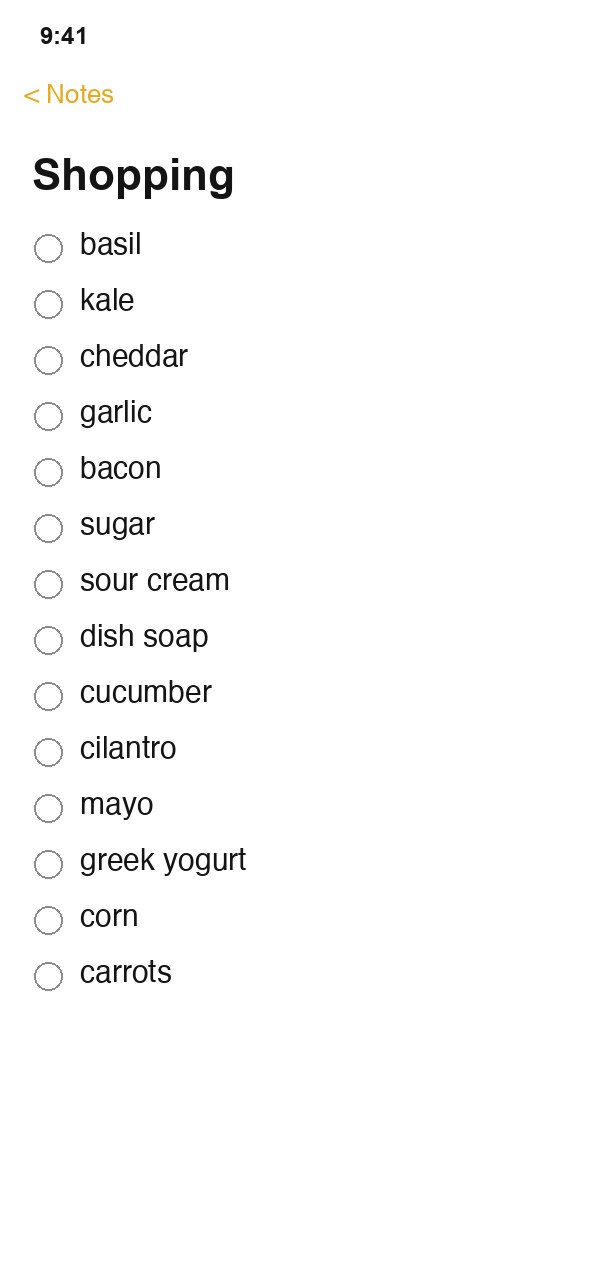 9:41
< Notes
Shopping
basil
kale
cheddar
garlic
bacon
sugar
sour cream
dish soap
cucumber
cilantro
mayo
greek yogurt
corn
carrots